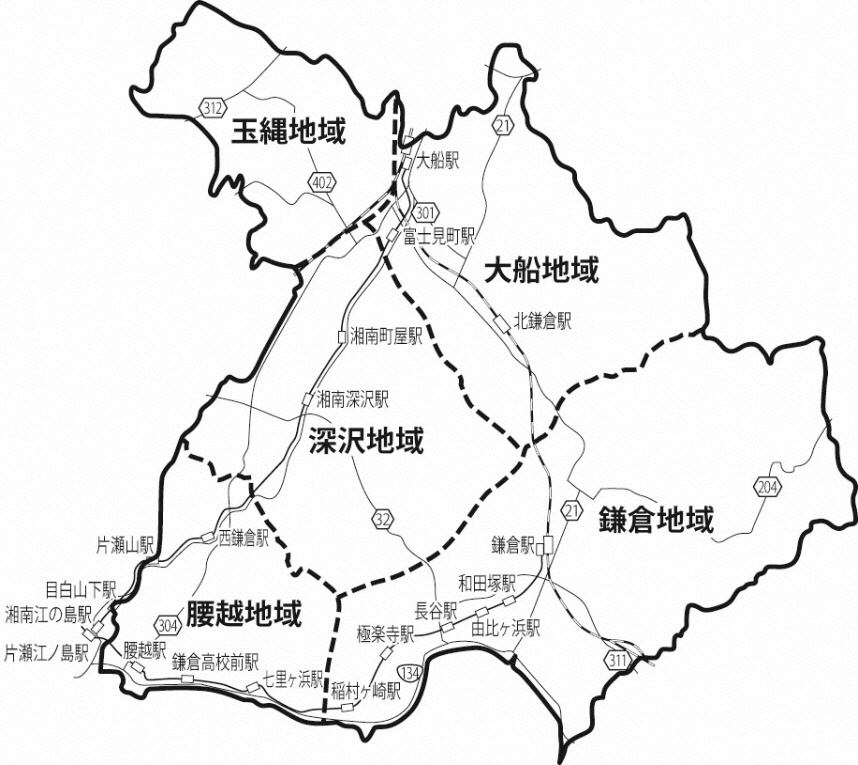 312
玉縄地域
21
大船駅
402
301
富士見町駅
大船地域
北鎌倉駅
湘南町屋駅
湘南深沢駅
深沢地域
204
32
21
鎌倉地域
片瀬山駅
西鎌倉駅
鎌倉駅
目白山下駅
和田塚駅
湘南江の島駅
304
腰越地域
長谷駅
由比ヶ浜駅
極楽寺駅
片瀬江ノ島駅
腰越駅
鎌倉高校前駅
311
七里ヶ浜駅
134
稲村ヶ崎駅